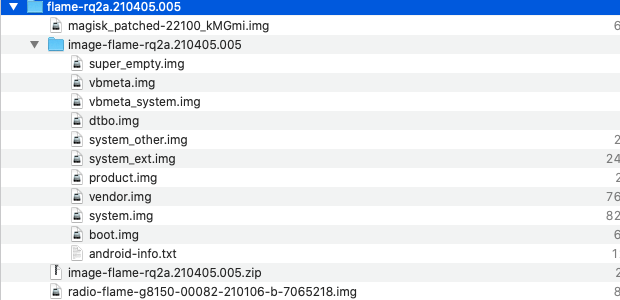 flame-rq2a.210405.005
magisk_patched-22100_kMGmi.img 6
image-flame-rq2a.210405.005
super_empty.img
vbmeta.img
vbmeta_system.img
dtbo.img
system_other.img 2
system_ext.img 24
product.img 2
vendor.img 76
system.img 82
boot.img 6
android-info.txt 1
image-flame-rq2a.210405.005.zip 2
radio-flame-g8150-00082-210106-b-7065218.img 8